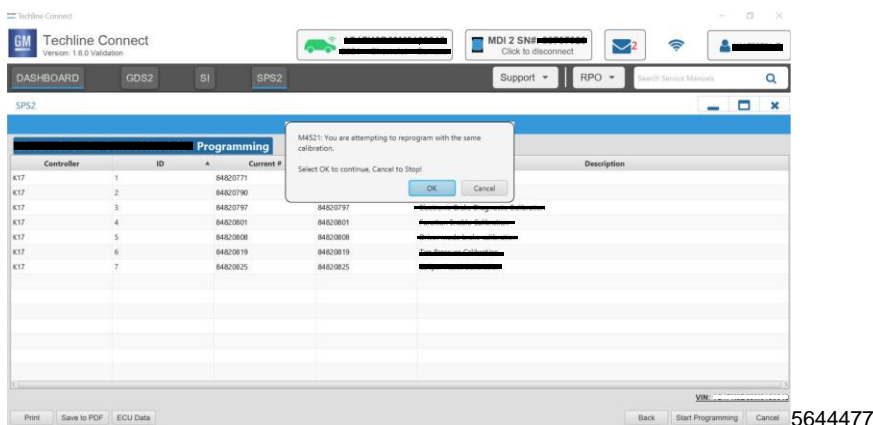 Techline Connect
GM Techline Connect
Version: 1.6.0 Validation
MDI 2 SN#
Click to disconnect
2
DASHBOARD GDS2 SI SPS2 Support RPO Search Service Manuals
SPS2
Programming
M4521: You are attempting to reprogram with the same
calibration.
Select OK to continue, Cancel to Stop!
OK Cancel
Controller ID Current # Description
K17 1 84820771
K17 2 84820790
K17 3 84820797 84820797
K17 4 84820801 84820801
K17 5 84820808 84820808
K17 6 84820819 84820819
K17 7 84820825 84820825
VIN:
Print Save to PDF ECU Data Back Start Programming Cancel
5644477